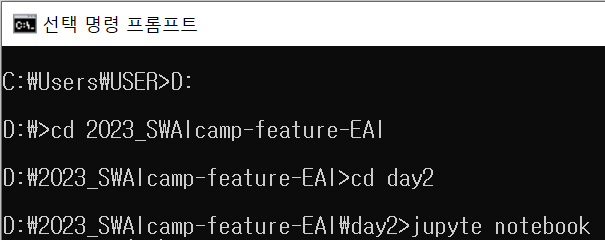 선택 명령 프롬프트
C:\Users\USER>D:
D:\>cd 2023_SWAIcamp-feature-EAI
D:\2023_SWAIcamp-feature-EAI>cd day2
D:\2023_SWAIcamp-feature-EAI\day2>jupyte notebook